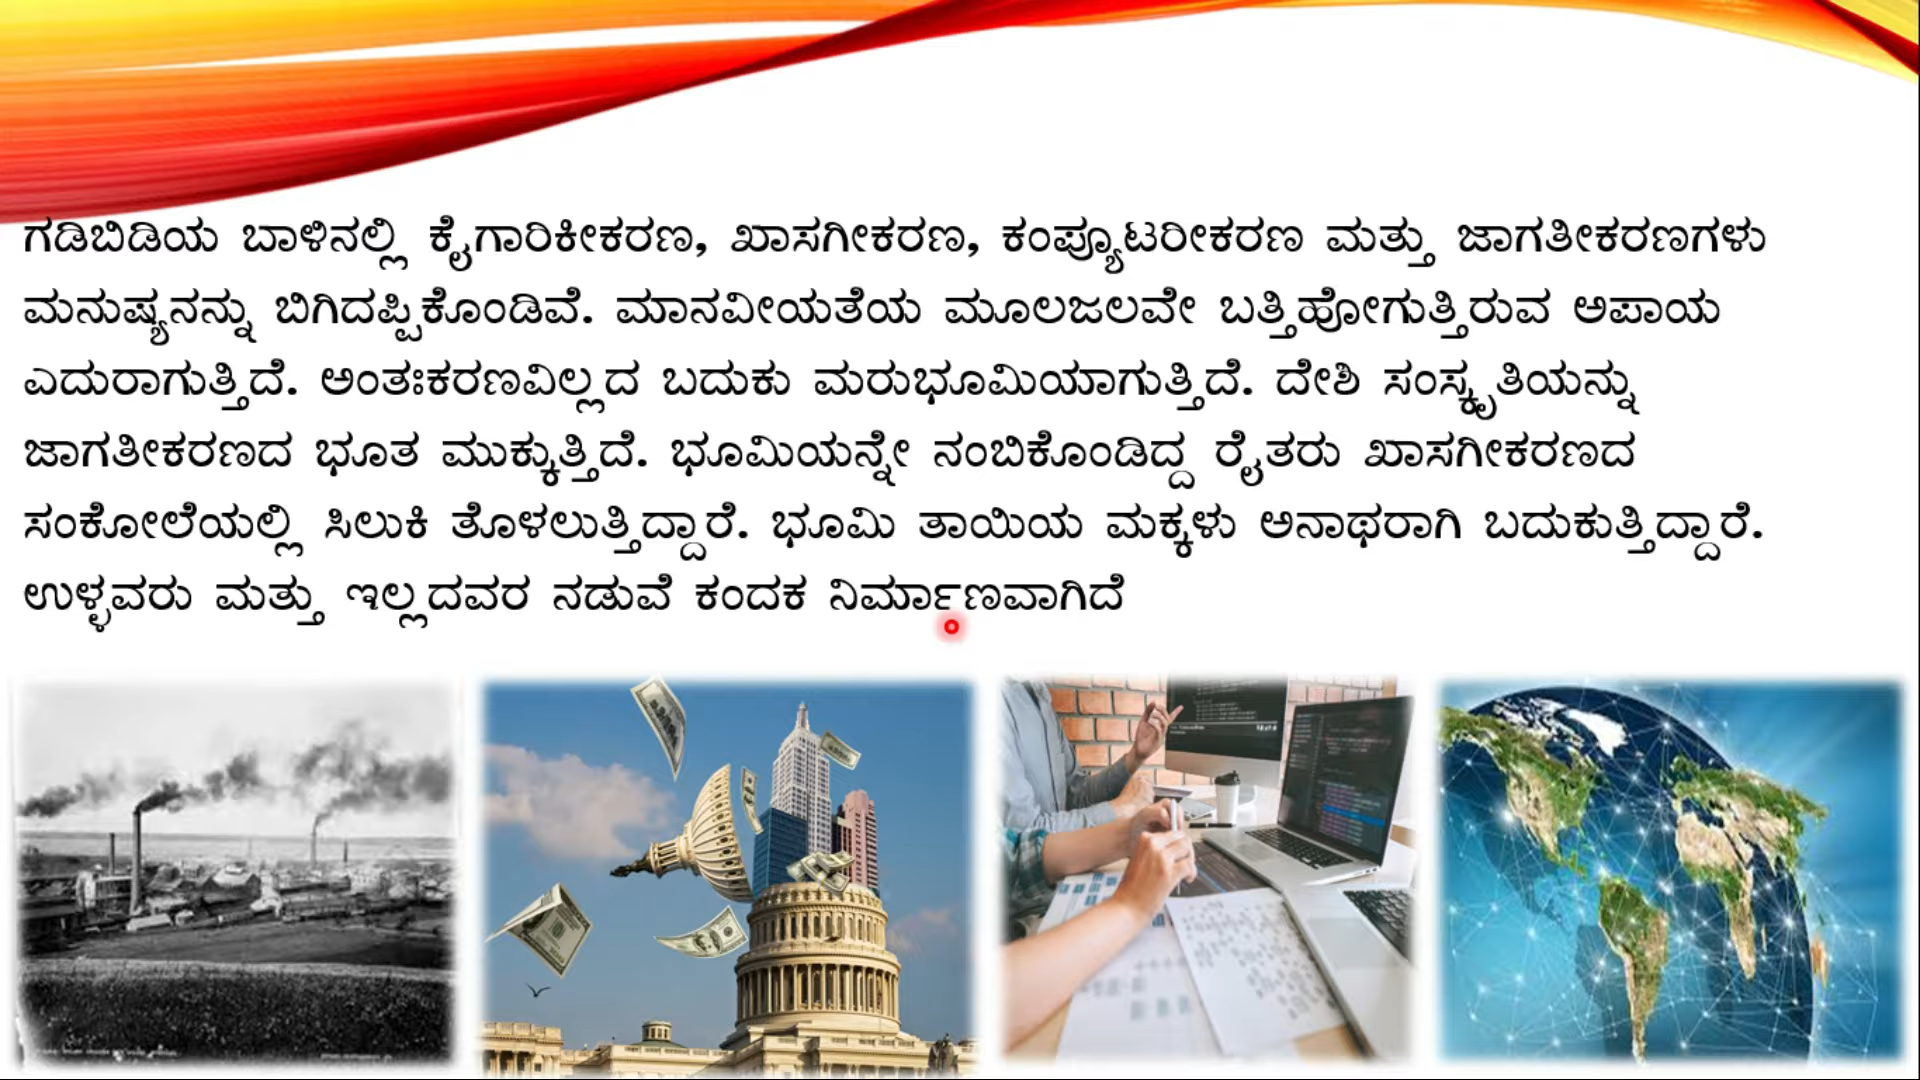 ಗಡಿಬಿಡಿಯ ಬಾಳಿನಲ್ಲಿ ಕೈಗಾರಿಕೀಕರಣ, ಖಾಸಗೀಕರಣ, ಕಂಪ್ಯೂಟರೀಕರಣ ಮತ್ತು ಜಾಗತೀಕರಣಗಳು
ಮನುಷ್ಯನನ್ನು ಬಿಗಿದಪ್ಪಿಕೊಂಡಿವೆ. ಮಾನವೀಯತೆಯ ಮೂಲಜಲವೇ ಬತ್ತಿಹೋಗುತ್ತಿರುವ ಅಪಾಯ
ಎದುರಾಗುತ್ತಿದೆ. ಅಂತಃಕರಣವಿಲ್ಲದ ಬದುಕು ಮರುಭೂಮಿಯಾಗುತ್ತಿದೆ. ದೇಶಿ ಸಂಸ್ಕೃತಿಯನ್ನು
ಜಾಗತೀಕರಣದ ಭೂತ ಮುಕ್ಕುತ್ತಿದೆ. ಭೂಮಿಯನ್ನೇ ನಂಬಿಕೊಂಡಿದ್ದ ರೈತರು ಖಾಸಗೀಕರಣದ
ಸಂಕೋಲೆಯಲ್ಲಿ ಸಿಲುಕಿ ತೊಳಲುತ್ತಿದ್ದಾರೆ. ಭೂಮಿ ತಾಯಿಯ ಮಕ್ಕಳು ಅನಾಥರಾಗಿ ಬದುಕುತ್ತಿದ್ದಾರೆ.
ಉಳ್ಳವರು ಮತ್ತು ಇಲ್ಲದವರ ನಡುವೆ ಕಂದಕ ನಿರ್ಮಾಣವಾಗಿದೆ